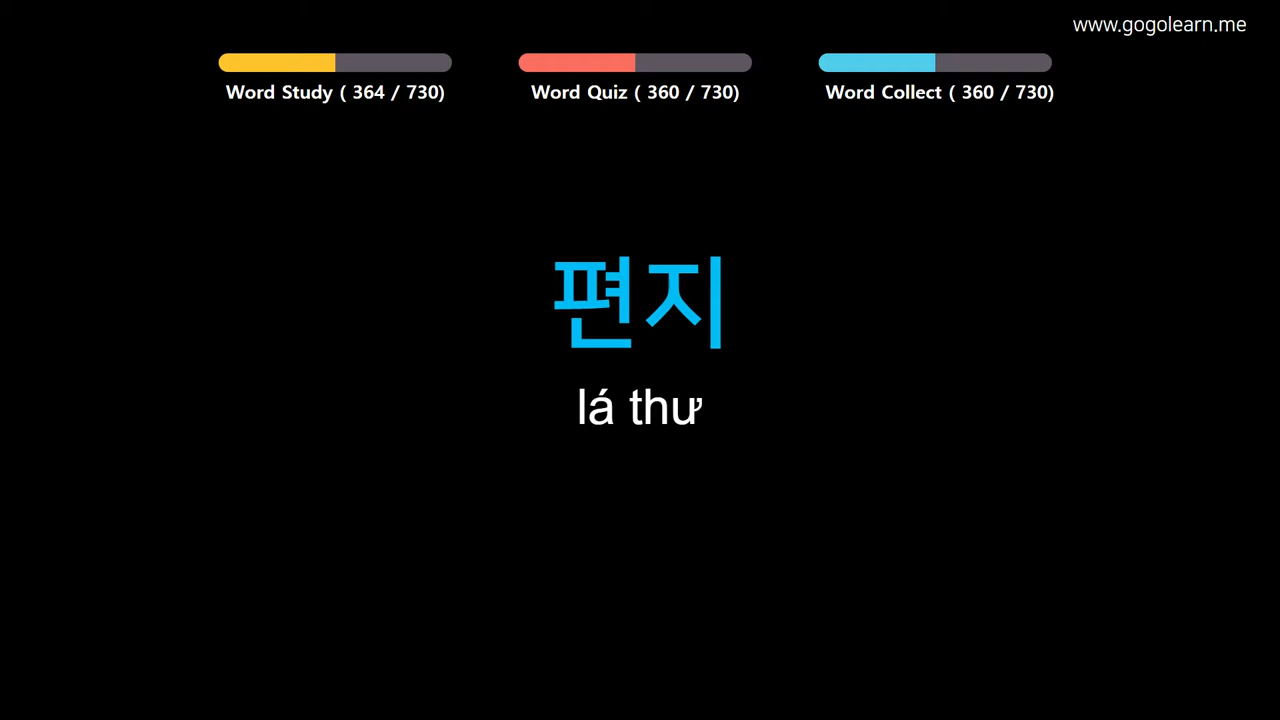 www.gogolearn.me
Word Study ( 364 / 730)
Word Quiz ( 360 / 730)
Word Collect ( 360 / 730)
편지
lá thư